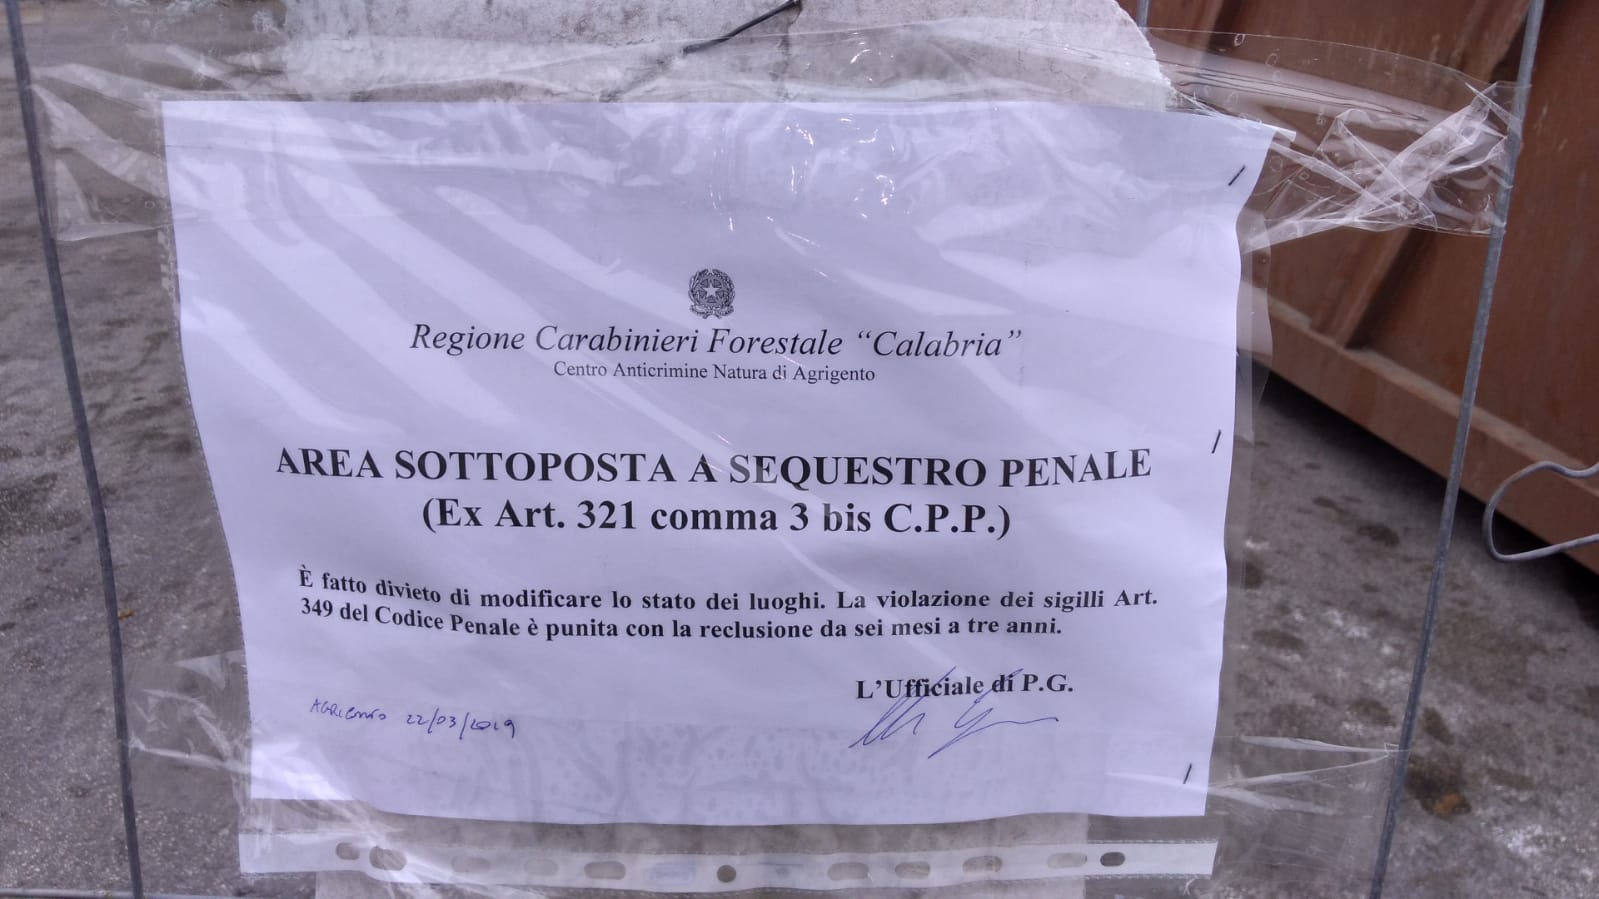 Regione Carabinieri Forestale “Calabria”
Centro Anticrimine Natura di Agrigento
AREA SOTTOPOSTA A SEQUESTRO PENALE
(Ex Art. 321 comma 3 bis C.P.P.)
È fatto divieto di modificare lo stato dei luoghi. La violazione dei sigilli Art.
349 del Codice Penale è punita con la reclusione da sei mesi a tre anni.
L’Ufficiale di P.G.
AGRIGENTO 22/03/2019